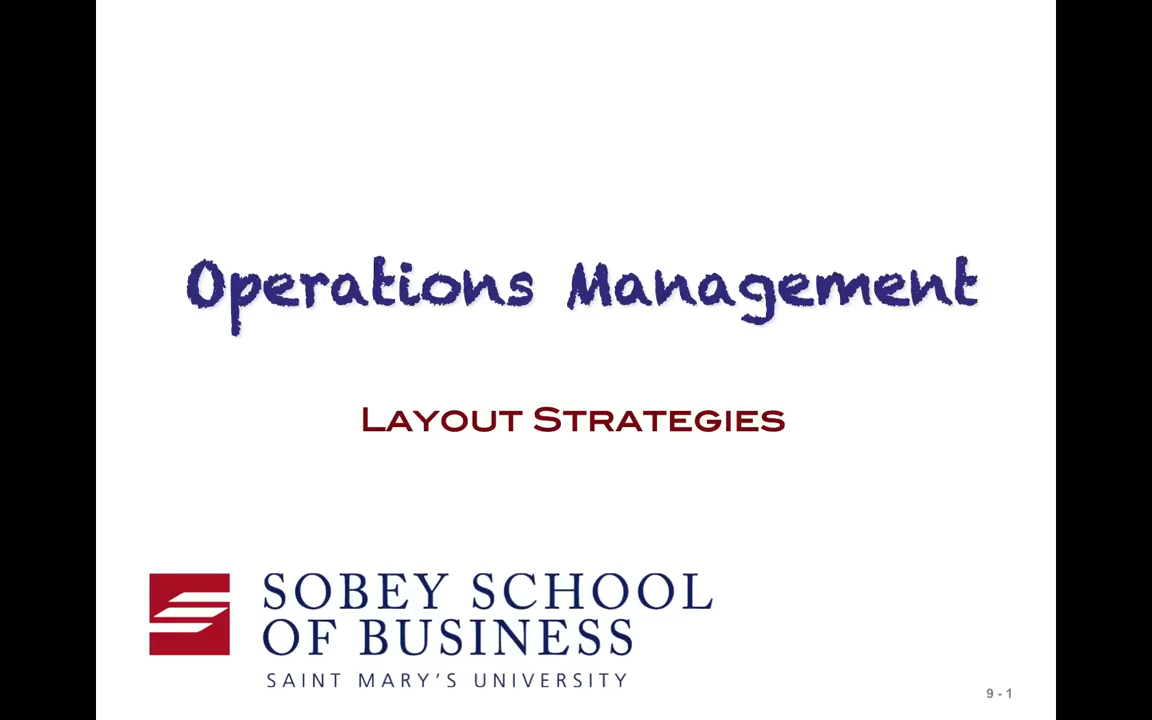 Operations Management
Layout Strategies
SOBEY SCHOOL
OF BUSINESS
SAINT MARY'S UNIVERSITY
9 - 1